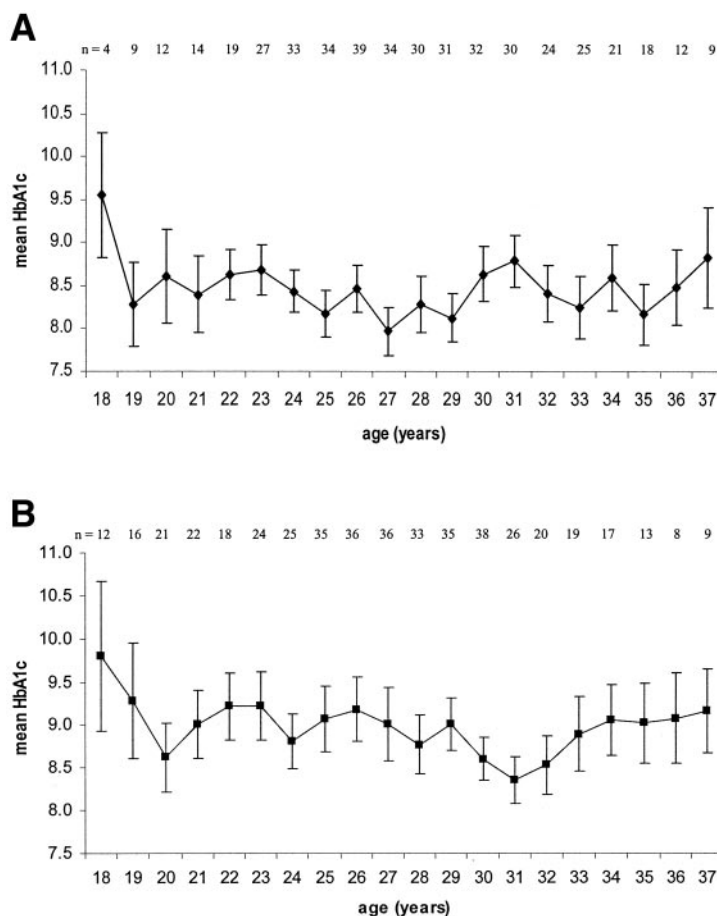 A
n = 4 9 12 14 19 27 33 34 39 34 30 31 32 30 24 25 21 18 12 9
11.0
10.5
10.0
9.5
9.0
8.5
8.0
7.5
mean HbA1c
18 19 20 21 22 23 24 25 26 27 28 29 30 31 32 33 34 35 36 37
age (years)
B
n = 12 16 21 22 18 24 25 35 36 36 33 35 38 26 20 19 17 13 8 9
11.0
10.5
10.0
9.5
9.0
8.5
8.0
7.5
mean HbA1c
18 19 20 21 22 23 24 25 26 27 28 29 30 31 32 33 34 35 36 37
age (years)